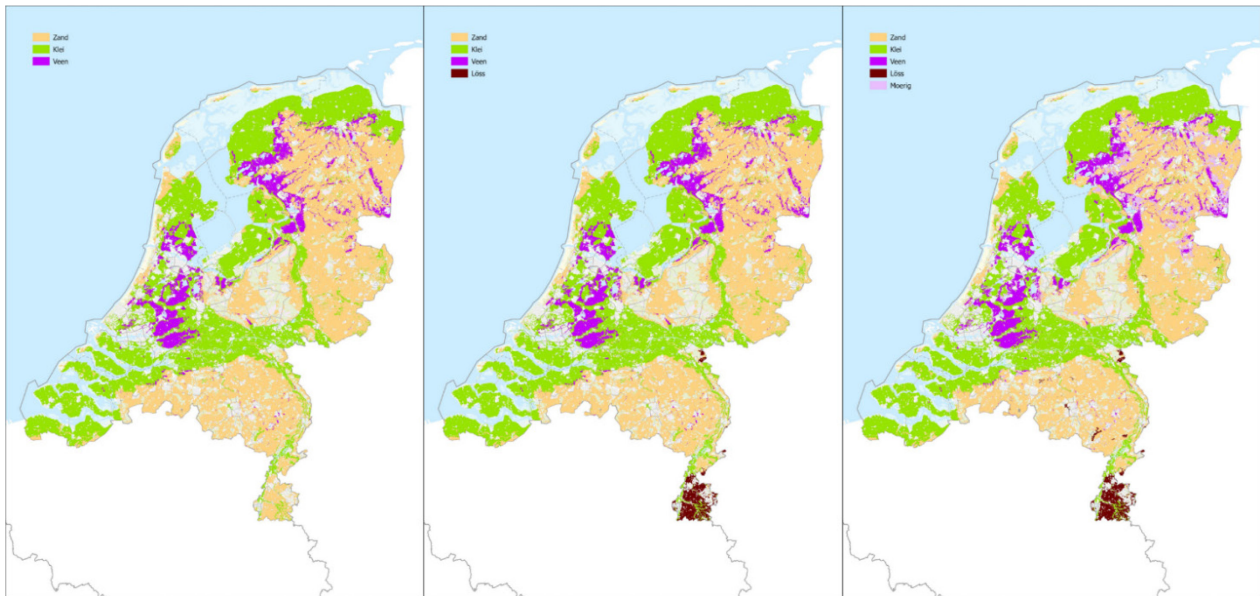 Zand
Klei
Veen
Zand
Klei
Veen
Löss
Zand
Klei
Veen
Löss
Moerig